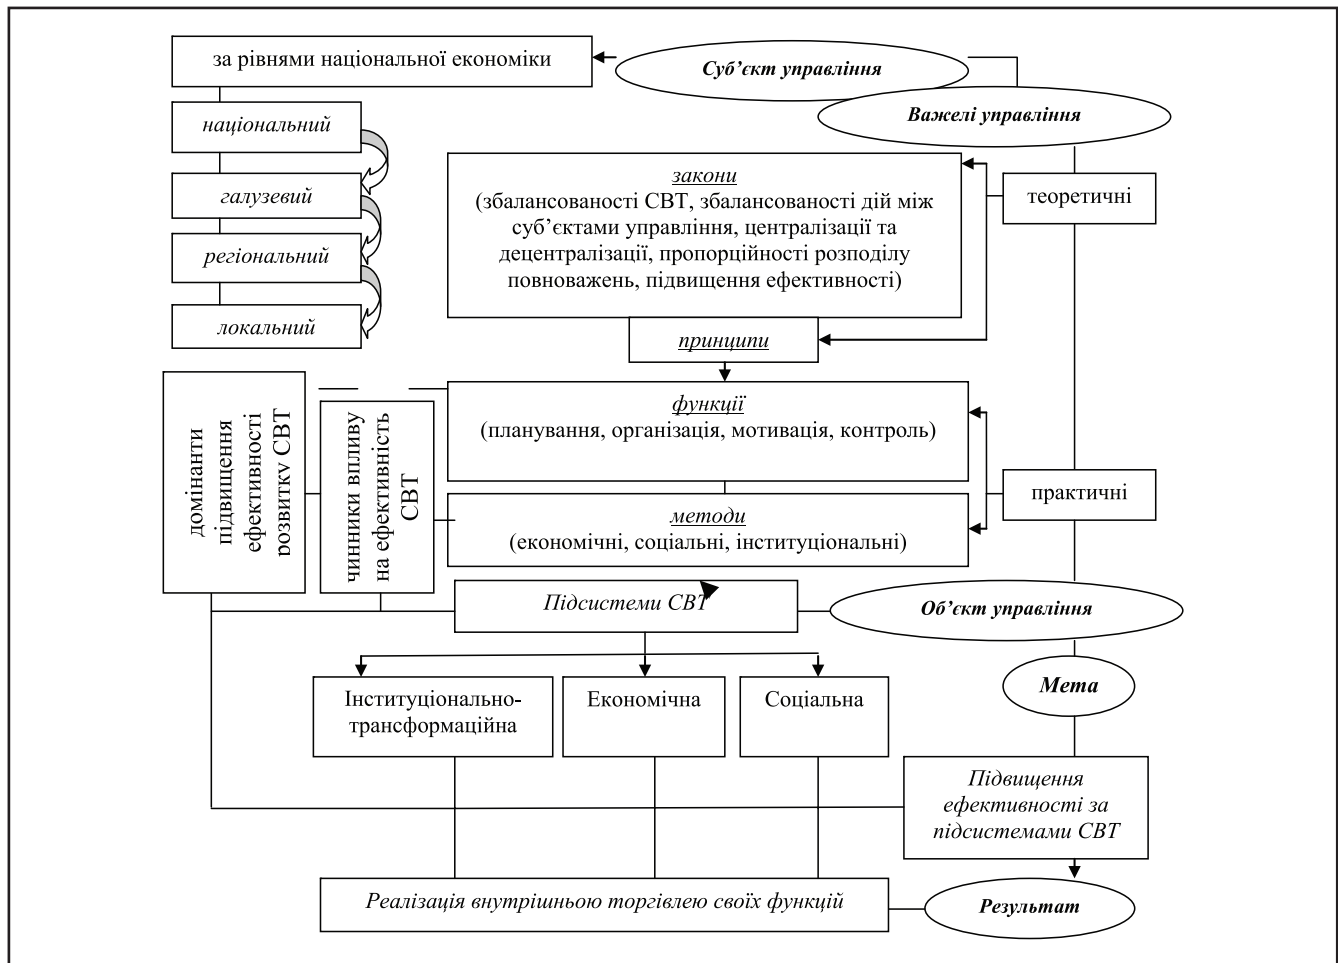 за рівнями національної економіки
Суб’єкт управління
Важелі управління
національний
галузевий
регіональний
локальний
закони
(збалансованості СВТ, збалансованості дій між
суб’єктами управління, централізації та
децентралізації, пропорційності розподілу
повноважень, підвищення ефективності)
теоретичні
принципи
функції
(планування, організація, мотивація, контроль)
домінанти
підвищення
ефективності
розвитку СВТ
чинники впливу
на ефективність
СВТ
практичні
методи
(економічні, соціальні, інституціональні)
Підсистеми СВТ
Об’єкт управління
Інституціонально-
трансформаційна
Економічна
Соціальна
Мета
Підвищення
ефективності за
підсистемами СВТ
Реалізація внутрішньою торгівлею своїх функцій
Результат